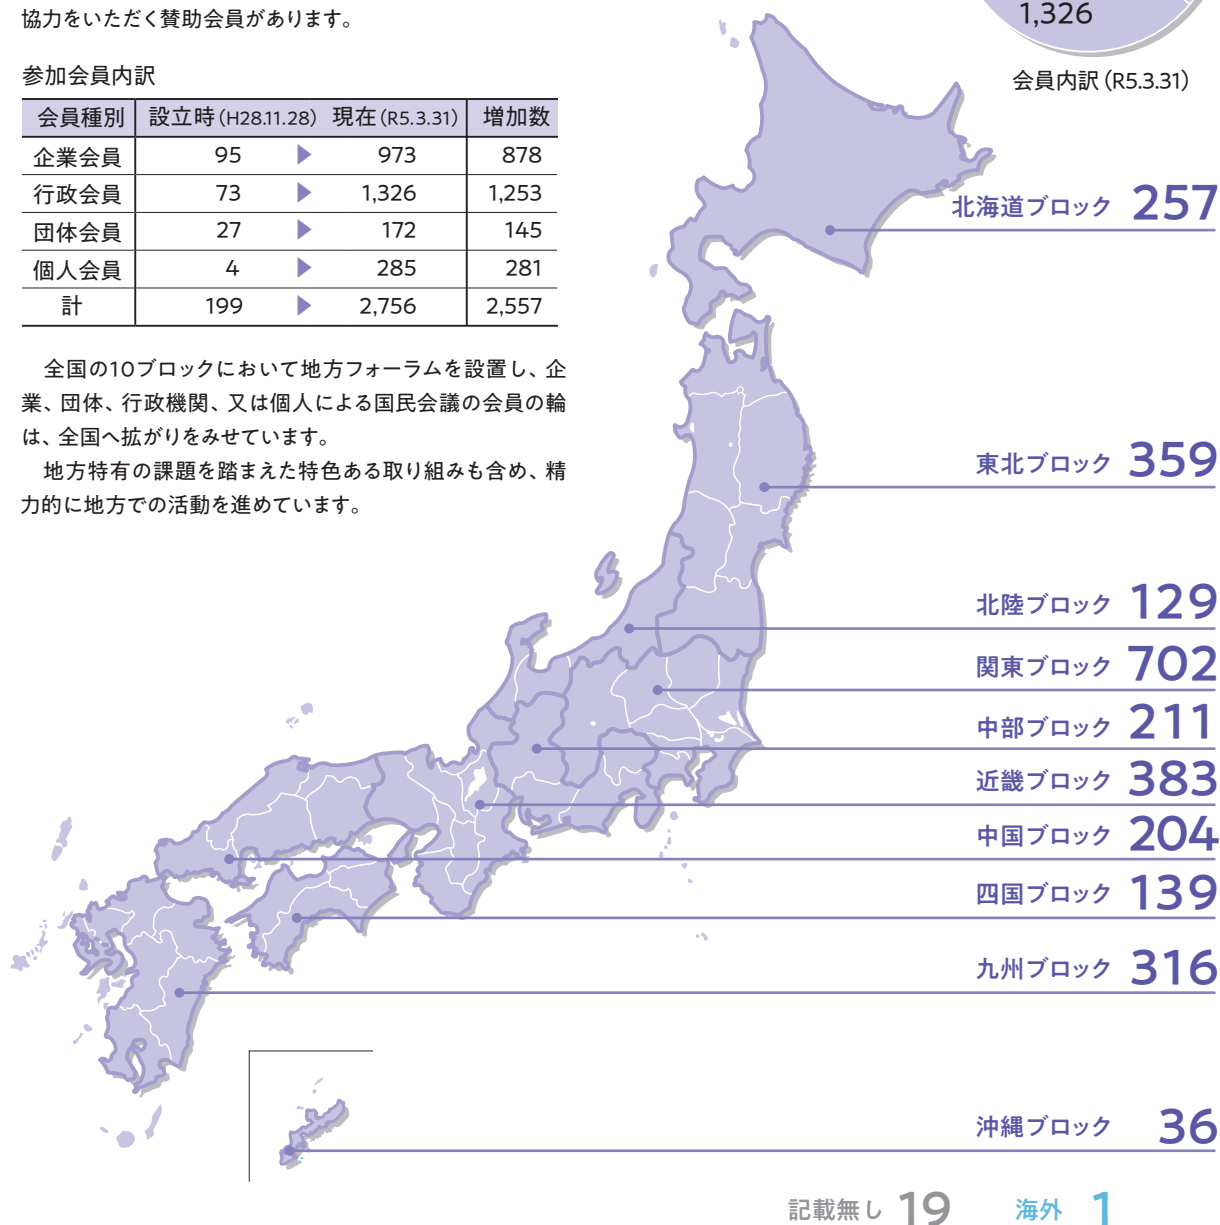 協力をいただく賛助会員があります。
1,326
会員内訳（R5.3.31）
参加会員内訳
会員種別 設立時（H28.11.28） 現在（R5.3.31） 増加数
企業会員 95 ▶ 973 878
行政会員 73 ▶ 1,326 1,253
団体会員 27 ▶ 172 145
個人会員 4 ▶ 285 281
計 199 ▶ 2,756 2,557
全国の10ブロックにおいて地方フォーラムを設置し、企
業、団体、行政機関、又は個人による国民会議の会員の輪
は、全国へ拡がりをみせています。
地方特有の課題を踏まえた特色ある取り組みも含め、精
力的に地方での活動を進めています。
北海道ブロック 257
東北ブロック 359
北陸ブロック 129
関東ブロック 702
中部ブロック 211
近畿ブロック 383
中国ブロック 204
四国ブロック 139
九州ブロック 316
沖縄ブロック 36
記載無し 19 海外 1